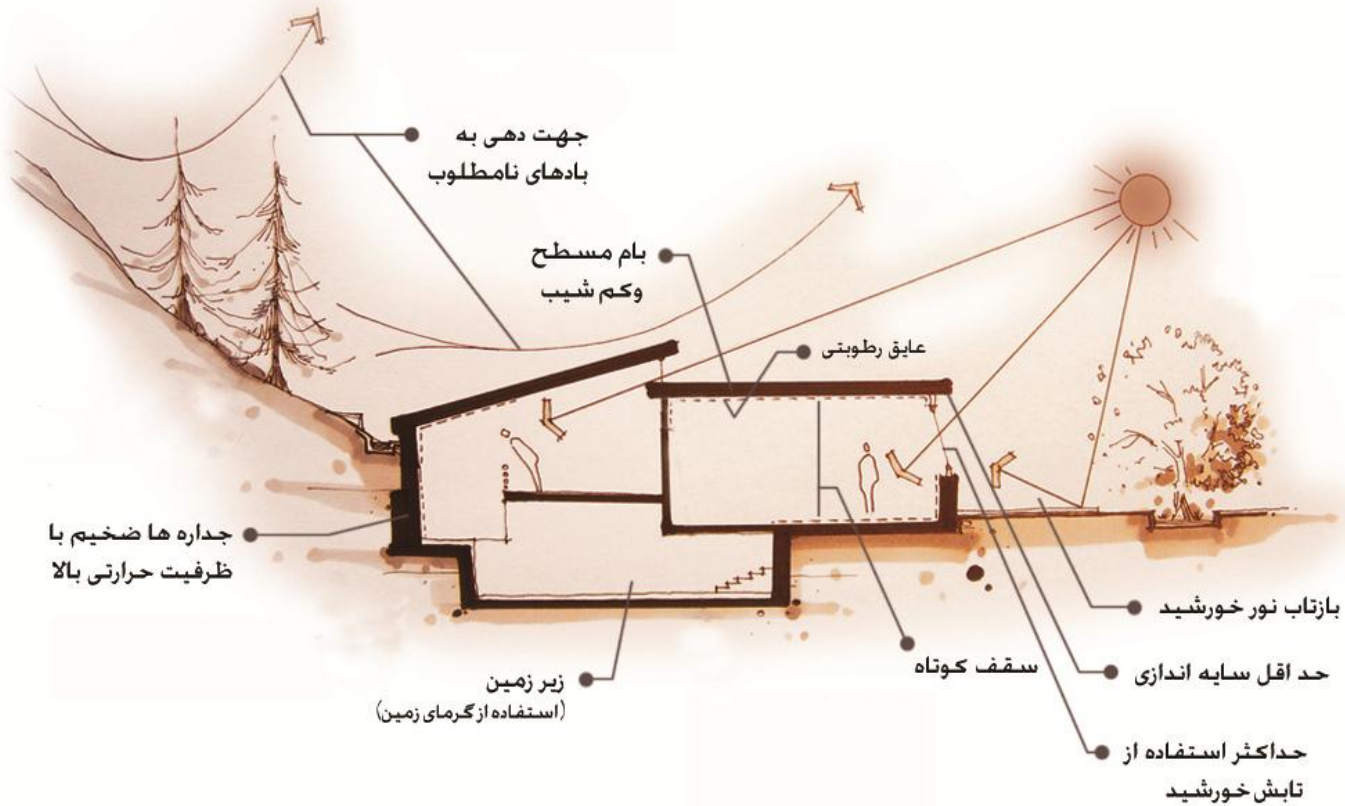 جهت دهی به
بادهای نامطلوب
بام مسطح
وکم شیب
عایق رطوبتی
جداره ها ضخیم با
ظرفیت حرارتی بالا
زیر زمین
(استفاده از گرمای زمین)
سقف کوتاه
بازتاب نور خورشید
حد اقل سایه اندازی
حداکثر استفاده از
تابش خورشید